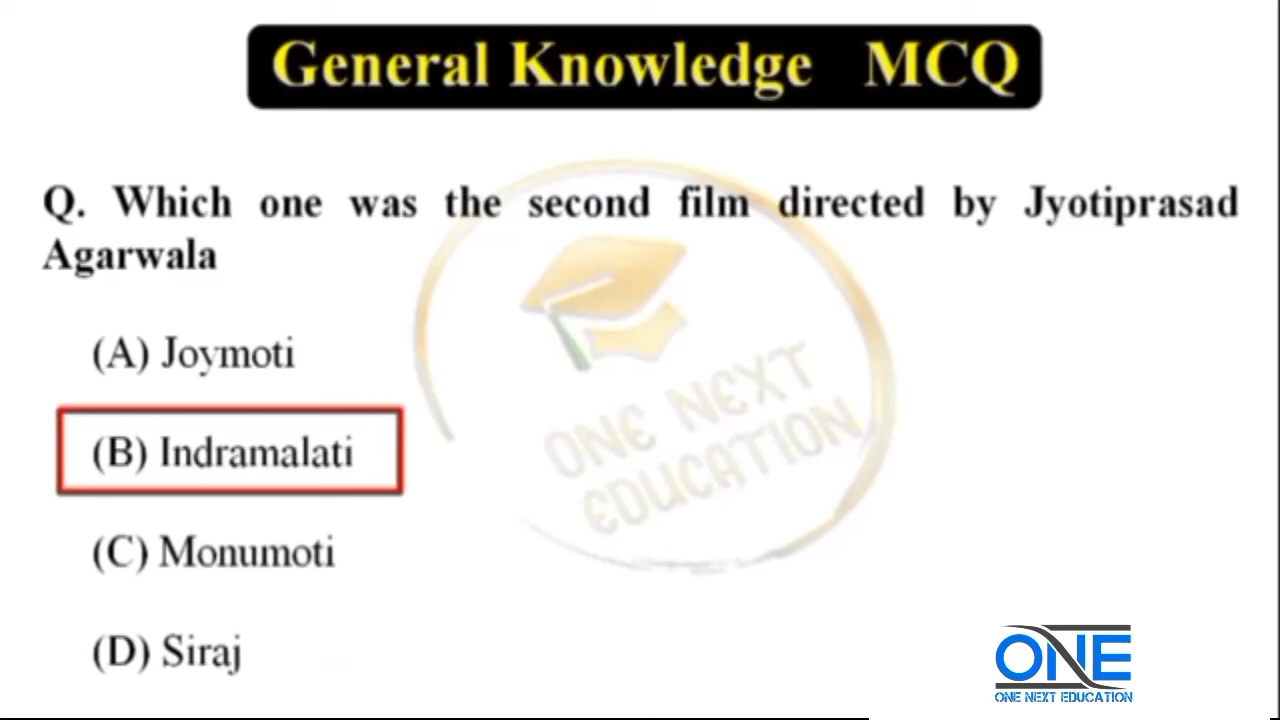 General Knowledge MCQ
Q. Which one was the second film directed by Jyotiprasad
Agarwala
(A) Joymoti
(B) Indramalati
(C) Monumoti
(D) Siraj
ONE NEXT
EDUCATION
ONE
ONE NEXT EDUCATION